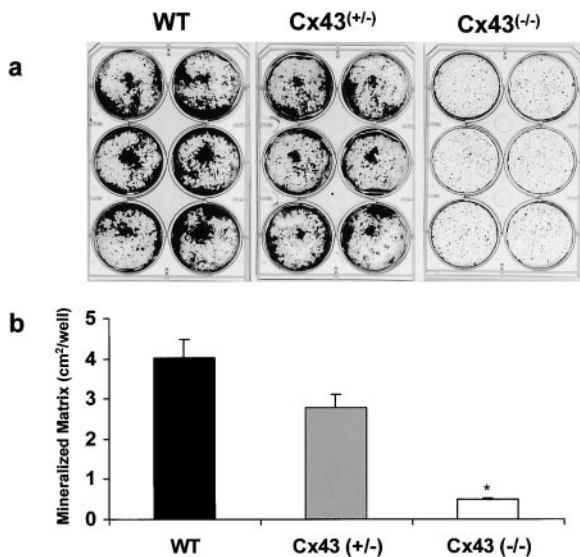 WT Cx43(+/-) Cx43(-/-)
a
b
Mineralized Matrix (cm²/well)
5
4
3
2
1
0
*
WT Cx43 (+/-) Cx43 (-/-)